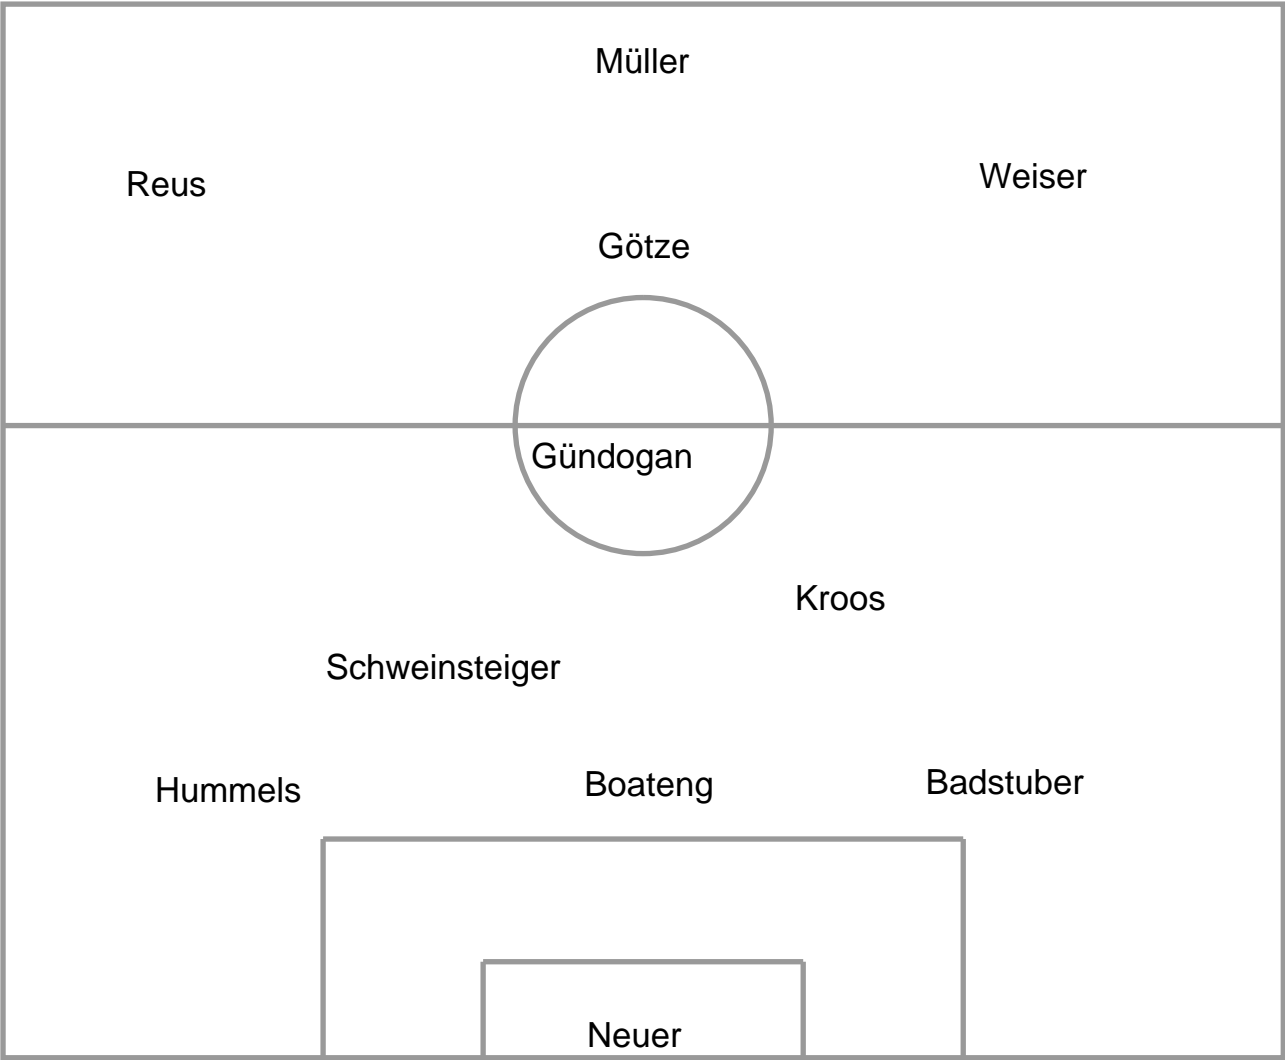 Müller
Reus
Weiser
Götze
Gündogan
Kroos
Schweinsteiger
Hummels
Boateng
Badstuber
Neuer